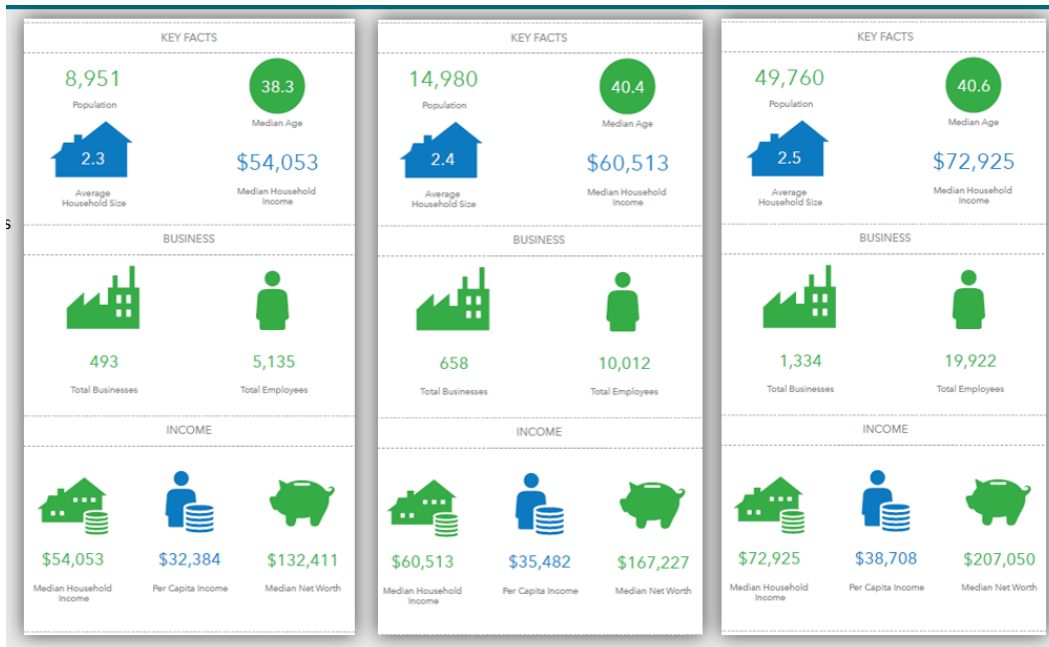 s
KEY FACTS
8,951
Population
38.3
Median Age
2.3
Average
Household Size
$54,053
Median Household
Income
BUSINESS
493
Total Businesses
5,135
Total Employees
INCOME
$54,053
Median Household
Income
$32,384
Per Capita Income
$132,411
Median Net Worth
KEY FACTS
14,980
Population
40.4
Median Age
2.4
Average
Household Size
$60,513
Median Household
Income
BUSINESS
658
Total Businesses
10,012
Total Employees
INCOME
$60,513
Median Household
Income
$35,482
Per Capita Income
$167,227
Median Net Worth
KEY FACTS
49,760
Population
40.6
Median Age
2.5
Average
Household Size
$72,925
Median Household
Income
BUSINESS
1,334
Total Businesses
19,922
Total Employees
INCOME
$72,925
Median Household
Income
$38,708
Per Capita Income
$207,050
Median Net Worth